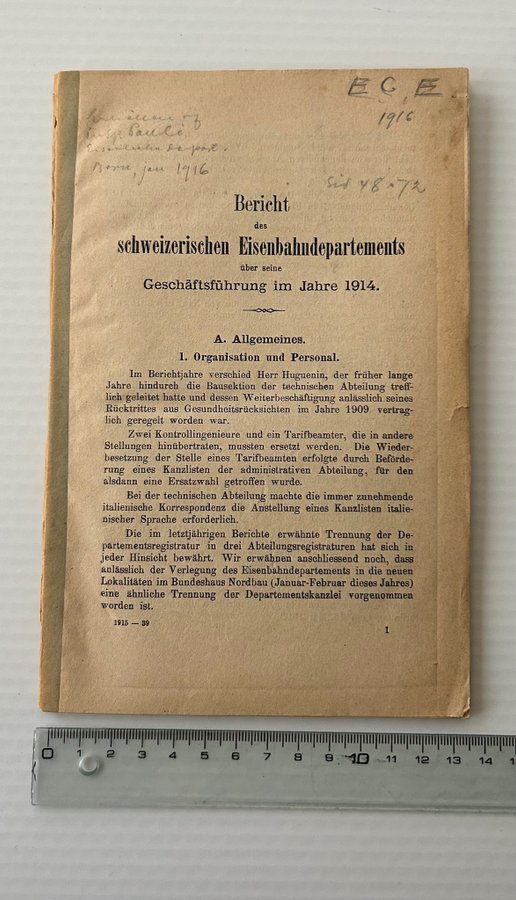 E G E
1916
of
Bern, Jan 1916
Sid 48-72
Bericht
des
schweizerischen Eisenbahndepartements
über seine
Geschäftsführung im Jahre 1914.
A. Allgemeines.
1. Organisation und Personal.
Im Berichtjahre verschied Herr Huguenin, der früher lange
Jahre hindurch die Bausektion der technischen Abteilung treff-
lich geleitet hatte und dessen Weiterbeschäftigung anlässlich seines
Rücktrittes aus Gesundheitsrücksichten im Jahre 1909 vertrag-
lich geregelt worden war.
Zwei Kontrollingenieure und ein Tarifbeamter, die in andere
Stellungen hinübertraten, mussten ersetzt werden. Die Wieder-
besetzung der Stelle eines Tarifbeamten erfolgte durch Beförde-
rung eines Kanzlisten der administrativen Abteilung, für den
alsdann eine Ersatzwahl getroffen wurde.
Bei der technischen Abteilung machte die immer zunehmende
italienische Korrespondenz die Anstellung eines Kanzlisten italie-
nischer Sprache erforderlich.
Die im letztjährigen Berichte erwähnte Trennung der De-
partementsregistratur in drei Abteilungsregistraturen hat sich in
jeder Hinsicht bewährt. Wir erwähnen anschliessend noch, dass
anlässlich der Verlegung des Eisenbahndepartements in die neuen
Lokalitäten im Bundeshaus Nordbau (Januar-Februar dieses Jahres)
eine ähnliche Trennung der Departementskanzlei vorgenommen
worden ist.
1915 — 39
1
0 1 2 3 4 5 6 7 8 9 10 11 12 13 14